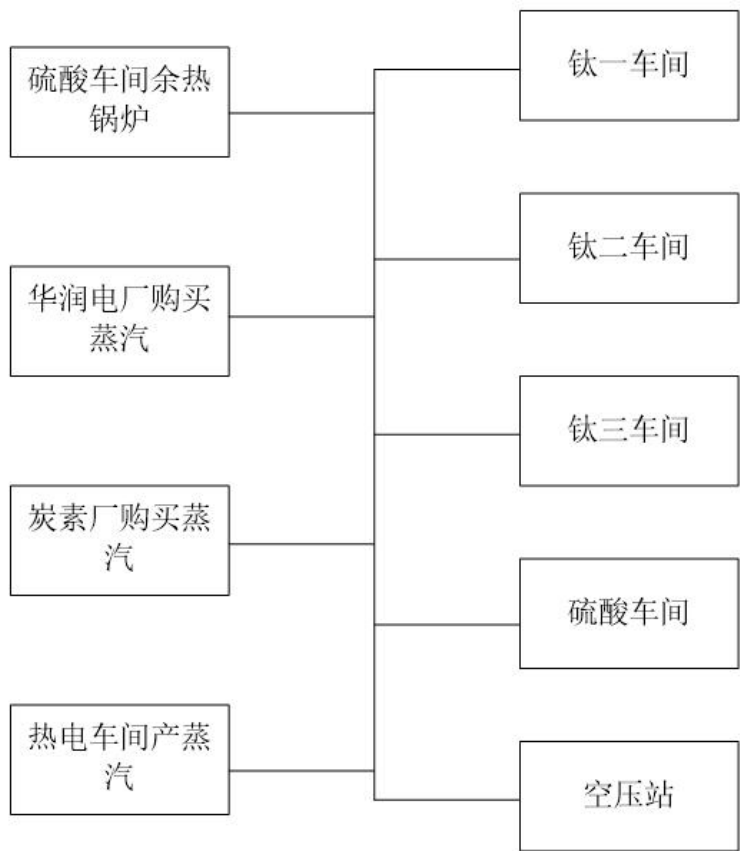 硫酸车间余热
锅炉
华润电厂购买
蒸汽
炭素厂购买蒸
汽
热电车间产蒸
汽
钛一车间
钛二车间
钛三车间
硫酸车间
空压站